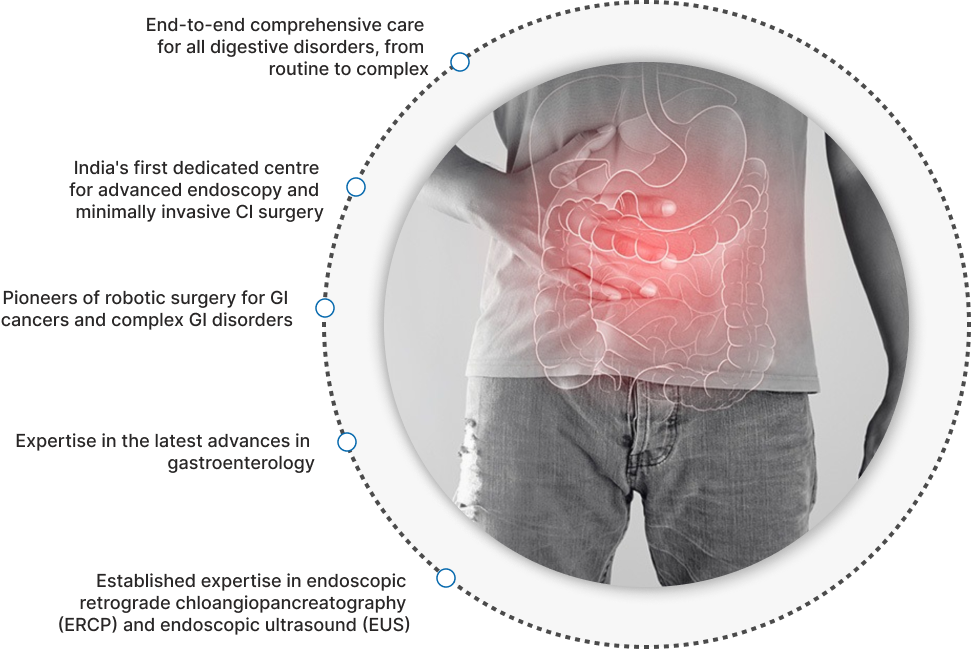 End-to-end comprehensive care
for all digestive disorders, from
routine to complex
India's first dedicated centre
for advanced endoscopy and
minimally invasive CI surgery
Pioneers of robotic surgery for GI
cancers and complex GI disorders
Expertise in the latest advances in
gastroenterology
Established expertise in endoscopic
retrograde chloangiopancreatography
(ERCP) and endoscopic ultrasound (EUS)